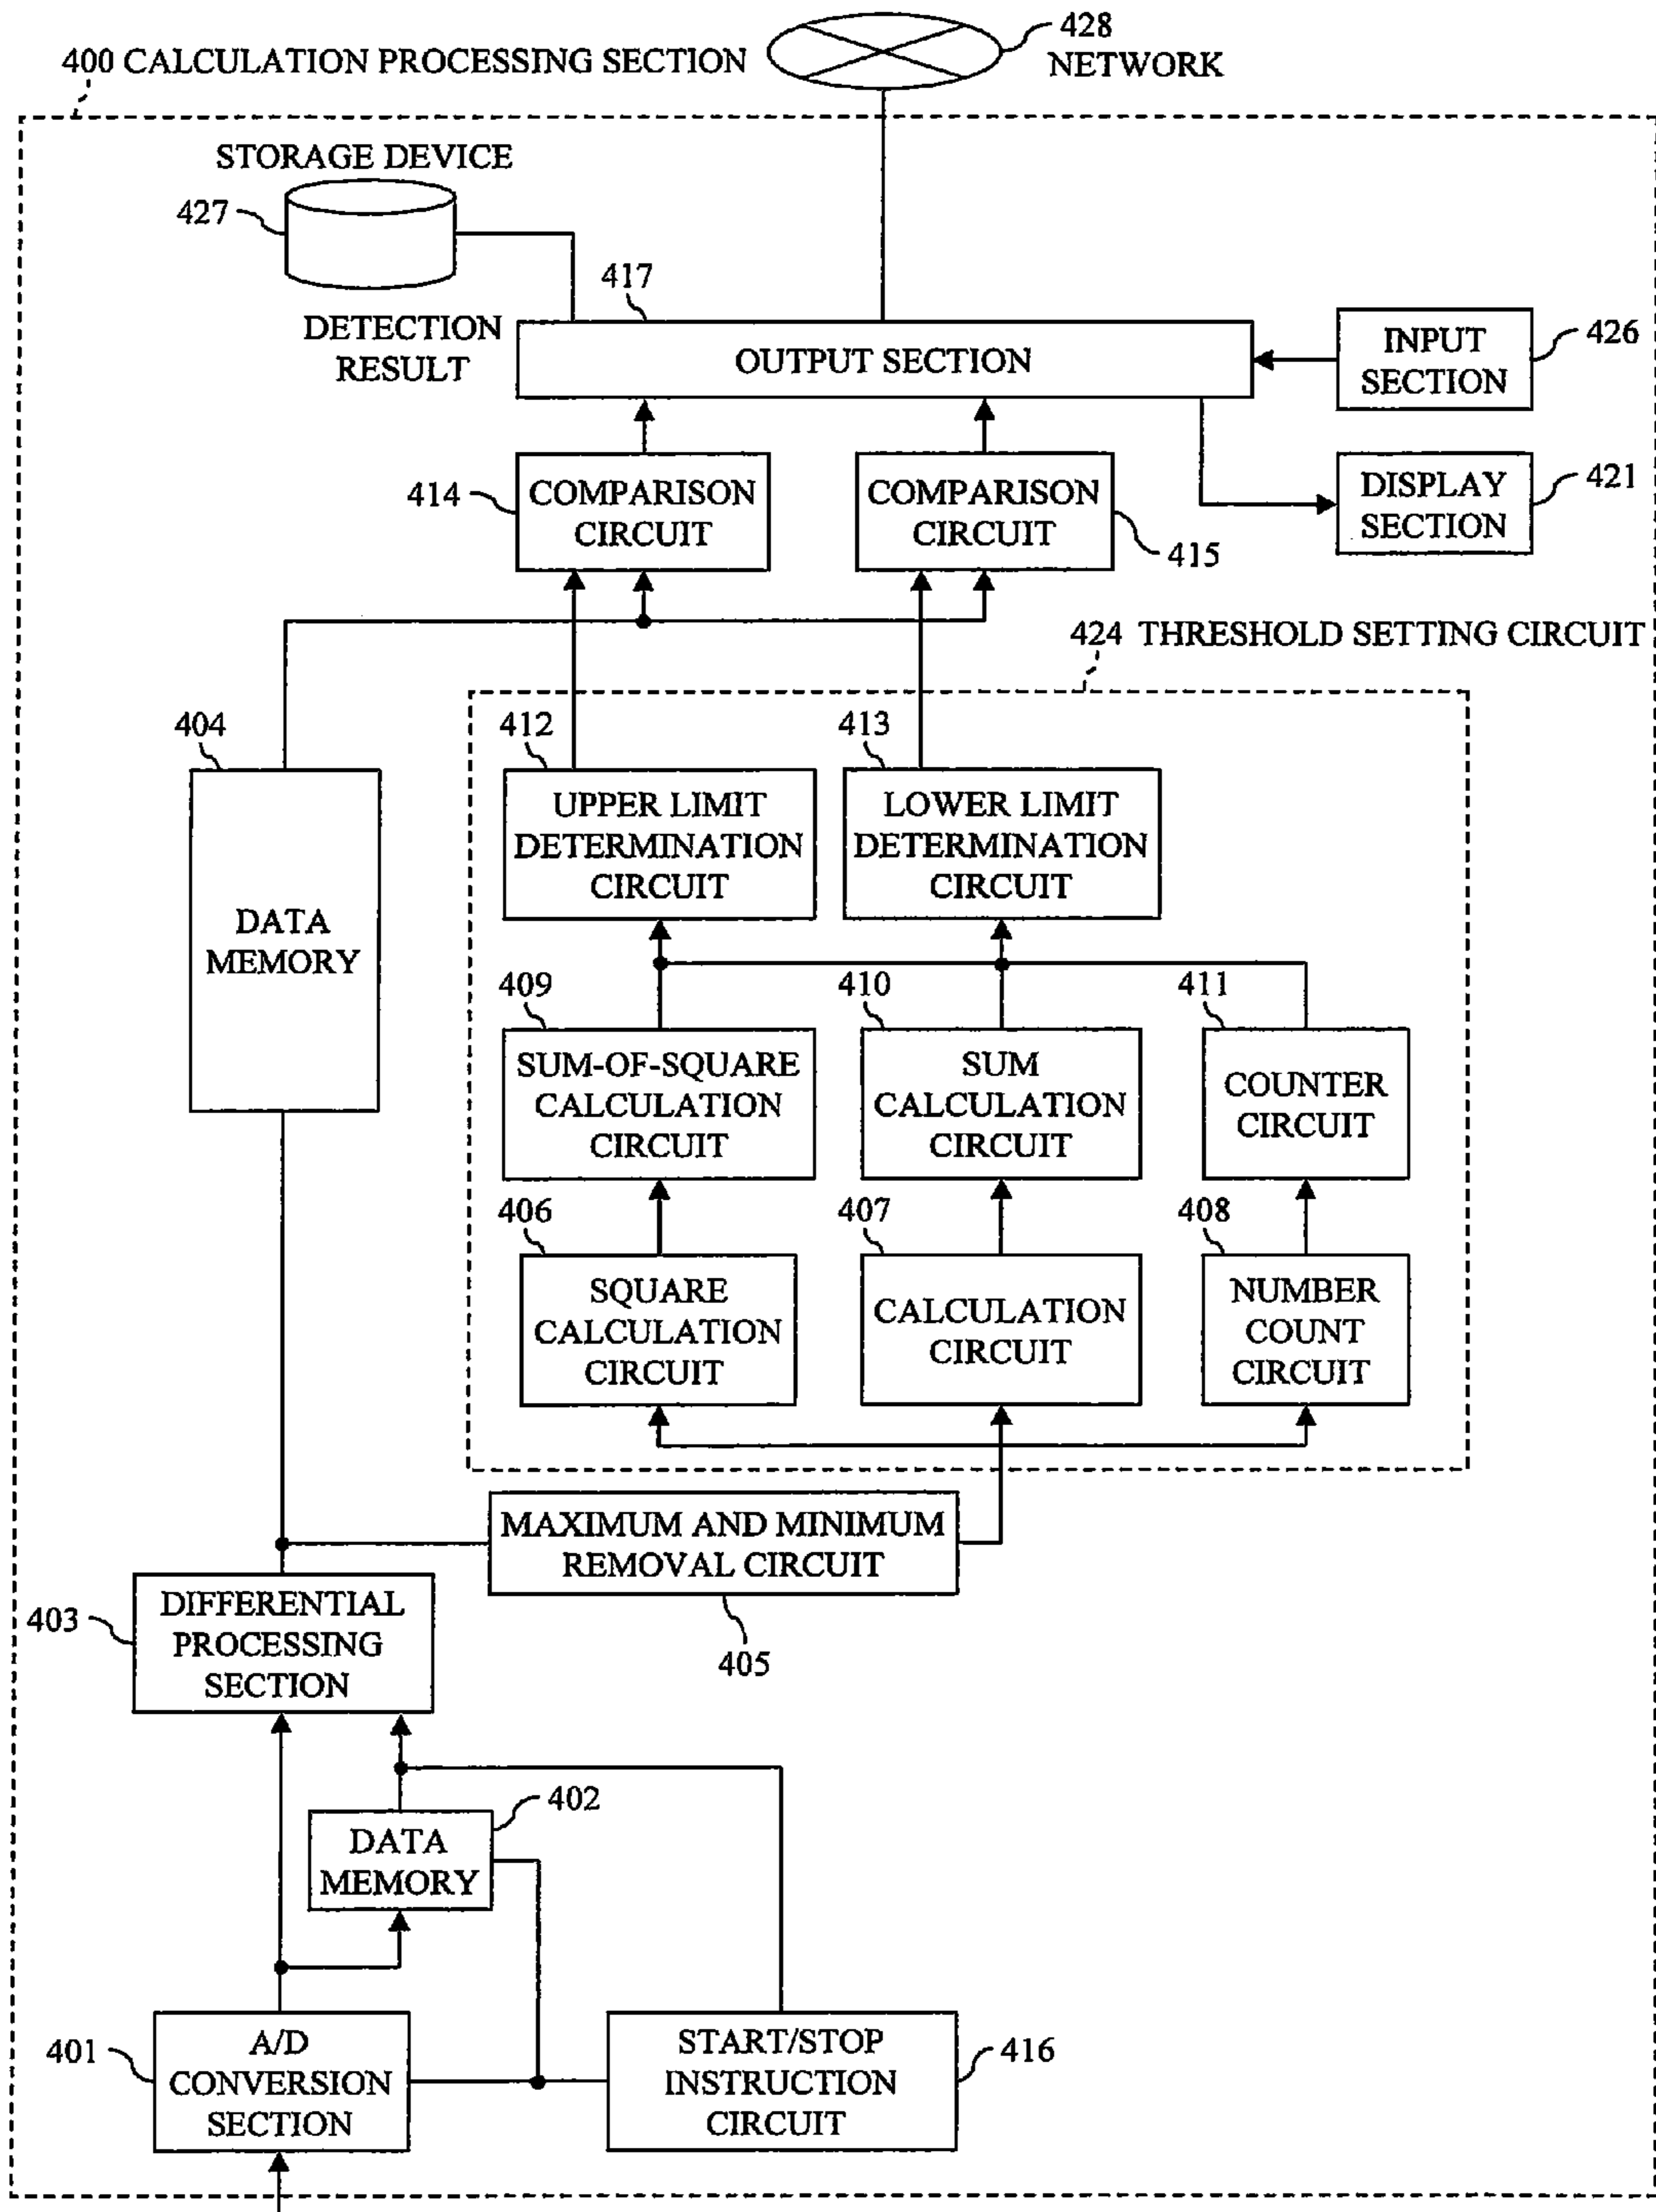 428
NETWORK
400 CALCULATION PROCESSING SECTION
STORAGE DEVICE
427
417
DETECTION
RESULT
OUTPUT SECTION
INPUT
SECTION
426
414
COMPARISON
CIRCUIT
COMPARISON
CIRCUIT
415
DISPLAY
SECTION
421
424 THRESHOLD SETTING CIRCUIT
404
DATA
MEMORY
412
UPPER LIMIT
DETERMINATION
CIRCUIT
413
LOWER LIMIT
DETERMINATION
CIRCUIT
409
SUM-OF-SQUARE
CALCULATION
CIRCUIT
410
SUM
CALCULATION
CIRCUIT
411
COUNTER
CIRCUIT
406
SQUARE
CALCULATION
CIRCUIT
407
CALCULATION
CIRCUIT
408
NUMBER
COUNT
CIRCUIT
MAXIMUM AND MINIMUM
REMOVAL CIRCUIT
405
403
DIFFERENTIAL
PROCESSING
SECTION
402
DATA
MEMORY
401
A/D
CONVERSION
SECTION
START/STOP
INSTRUCTION
CIRCUIT
416